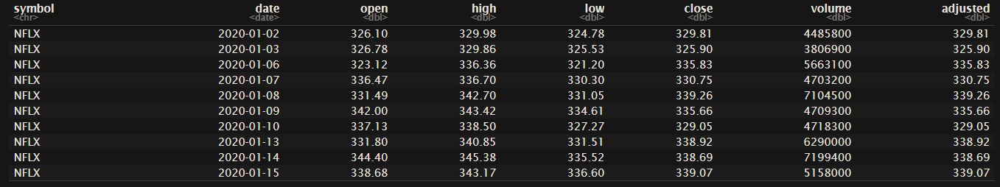 symbol date open high low close volume adjusted
<chr> <date> <dbl> <dbl> <dbl> <dbl> <dbl> <dbl>
NFLX 2020-01-02 326.10 329.98 324.78 329.81 4485800 329.81
NFLX 2020-01-03 326.78 329.86 325.53 325.90 3806900 325.90
NFLX 2020-01-06 323.12 336.36 321.20 335.83 5663100 335.83
NFLX 2020-01-07 336.47 336.70 330.30 330.75 4703200 330.75
NFLX 2020-01-08 331.49 342.70 331.05 339.26 7104500 339.26
NFLX 2020-01-09 342.00 343.42 334.61 335.66 4709300 335.66
NFLX 2020-01-10 337.13 338.50 327.27 329.05 4718300 329.05
NFLX 2020-01-13 331.80 340.85 331.51 338.92 6290000 338.92
NFLX 2020-01-14 344.40 345.38 335.52 338.69 7199400 338.69
NFLX 2020-01-15 338.68 343.17 336.60 339.07 5158000 339.07